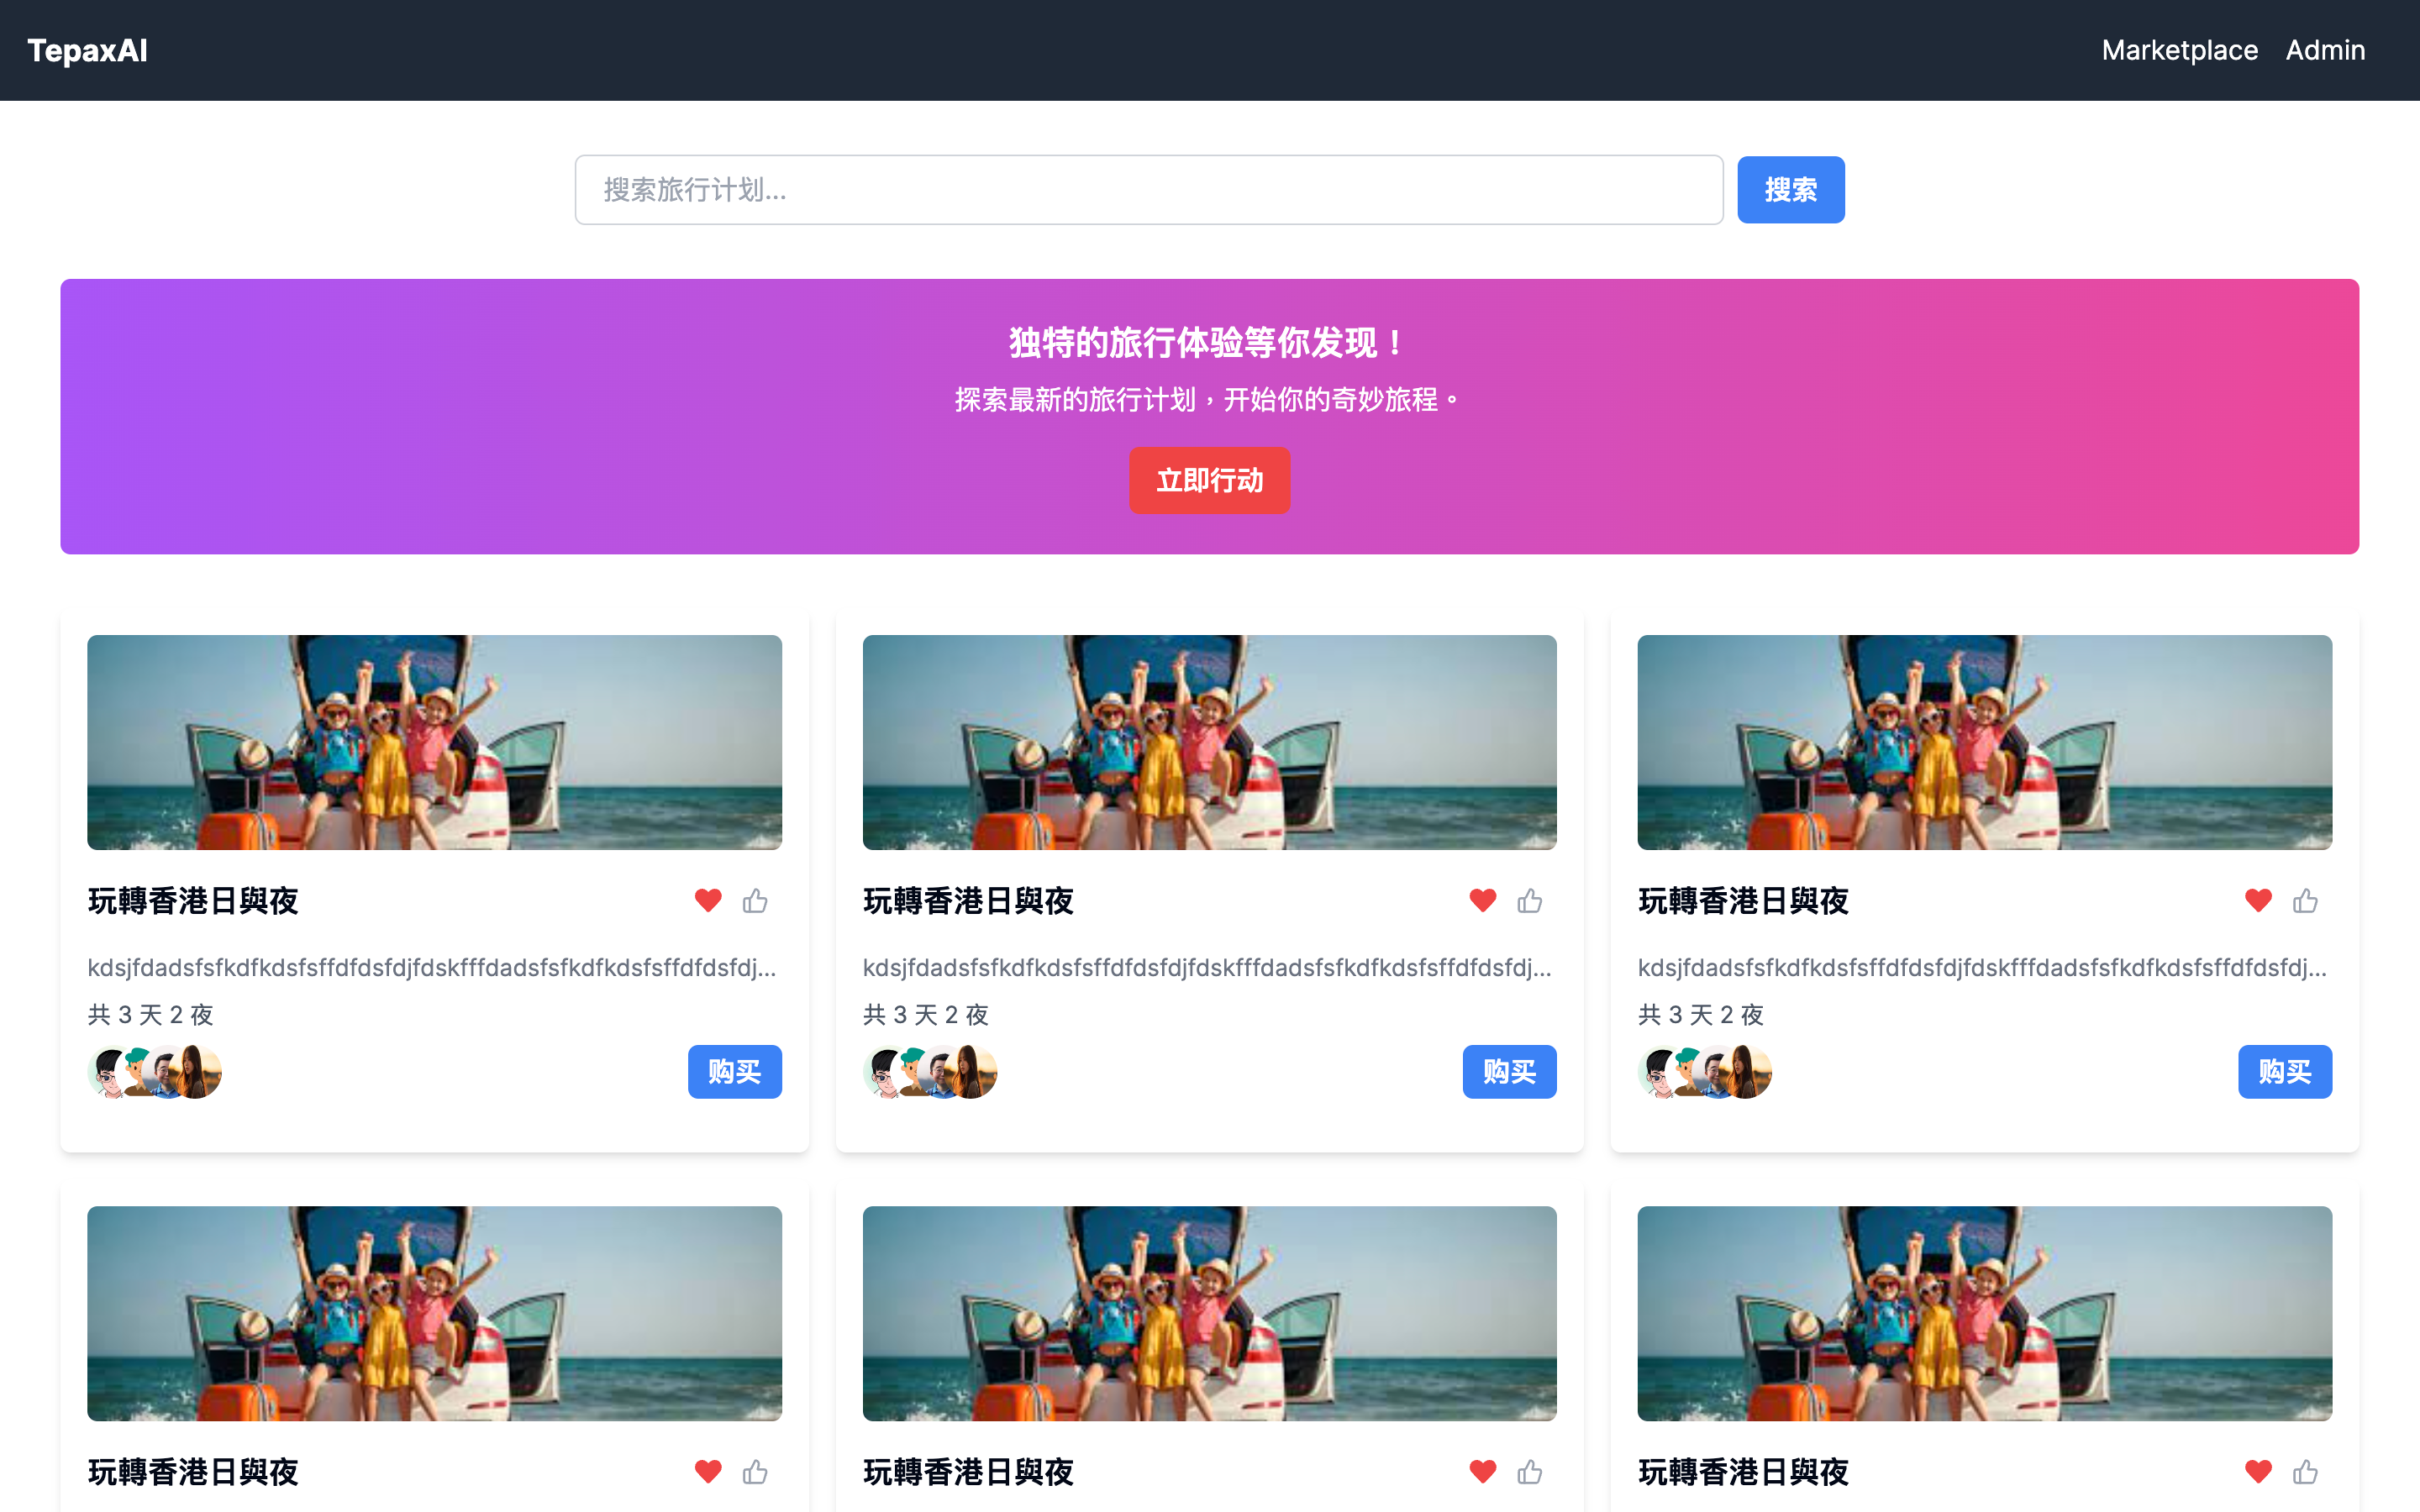 TepaxAI
Marketplace Admin
搜索旅行计划...
搜索
独特的旅行体验等你发现！
探索最新的旅行计划，开始你的奇妙旅程。
立即行动
玩轉香港日與夜
kdsjfdadsfsfkdfkdsfsffdfdsfdjfdskfffdadsfsfkdfkdsfsffdfdsfdj...
共 3 天 2 夜
购买
玩轉香港日與夜
kdsjfdadsfsfkdfkdsfsffdfdsfdjfdskfffdadsfsfkdfkdsfsffdfdsfdj...
共 3 天 2 夜
购买
玩轉香港日與夜
kdsjfdadsfsfkdfkdsfsffdfdsfdjfdskfffdadsfsfkdfkdsfsffdfdsfdj...
共 3 天 2 夜
购买
玩轉香港日與夜
玩轉香港日與夜
玩轉香港日與夜